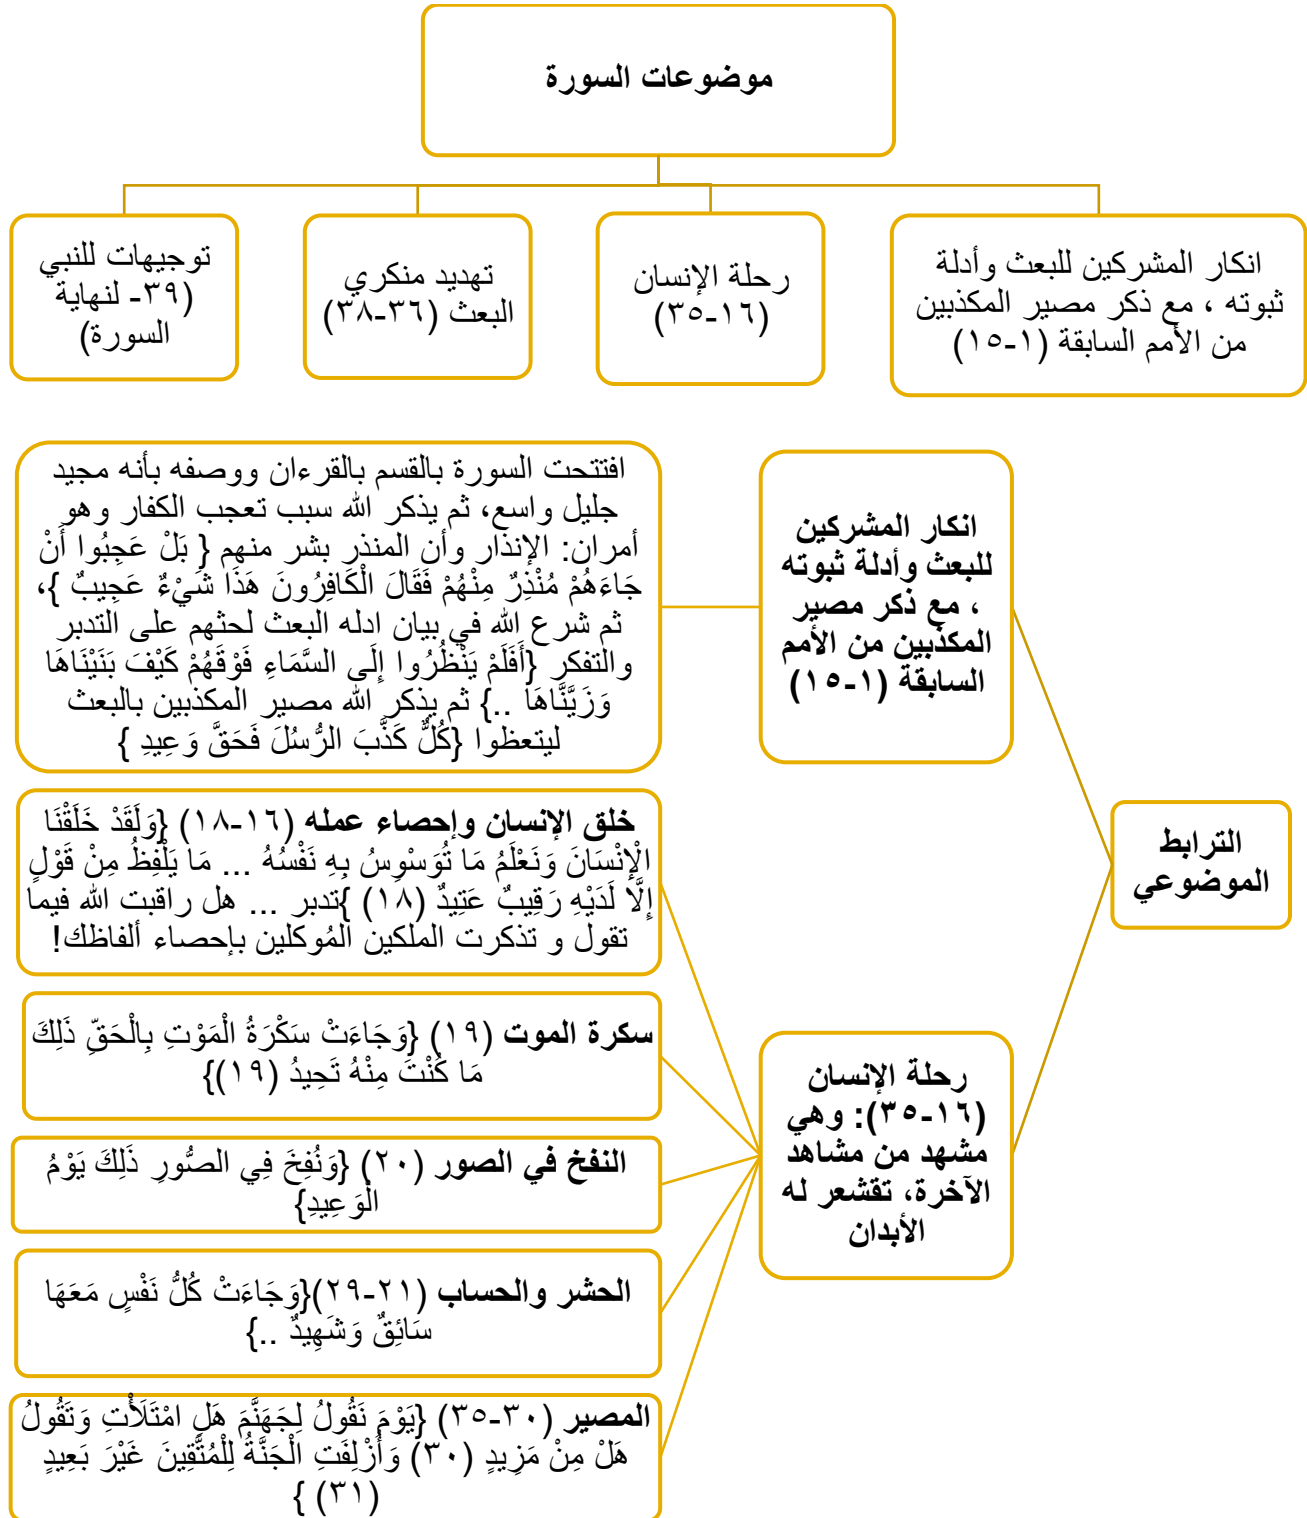 موضوعات السورة
انكار المشركين للبعث وأدلة
ثبوته ، مع ذكر مصير المكذبين
من الأمم السابقة (١-١٥)
رحلة الإنسان
(١٦-٣٥)
تهديد منكري
البعث (٣٦-٣٨)
توجيهات للنبي
(٣٩- لنهاية
السورة)
الترابط
الموضوعي
انكار المشركين
للبعث وأدلة ثبوته
، مع ذكر مصير
المكذبين من الأمم
السابقة (١-١٥)
افتتحت السورة بالقسم بالقرءان ووصفه بأنه مجيد
جليل واسع، ثم يذكر الله سبب تعجب الكفار وهو
أمران: الإنذار وأن المنذر بشر منهم { بَلْ عَجِبُوا أَنْ
جَاءَهُمْ مُنْذِرٌ مِنْهُمْ فَقَالَ الْكَافِرُونَ هَذَا شَيْءٌ عَجِيبٌ }،
ثم شرع الله في بيان ادله البعث لحثهم على التدبر
والتفكر {أَفَلَمْ يَنْظُرُوا إِلَى السَّمَاءِ فَوْقَهُمْ كَيْفَ بَنَيْنَاهَا
وَزَيَّنَّاهَا ..} ثم يذكر الله مصير المكذبين بالبعث
ليتعظوا {كُلٌّ كَذَّبَ الرُّسُلَ فَحَقَّ وَعِيدِ }
رحلة الإنسان
(١٦-٣٥): وهي
مشهد من مشاهد
الآخرة، تقشعر له
الأبدان
خلق الإنسان وإحصاء عمله (١٦-١٨) {وَلَقَدْ خَلَقْنَا
الْإِنْسَانَ وَنَعْلَمُ مَا تُوَسْوِسُ بِهِ نَفْسُهُ ... مَا يَلْفِظُ مِنْ قَوْلٍ
إِلَّا لَدَيْهِ رَقِيبٌ عَتِيدٌ (١٨) }تدبر ... هل راقبت الله فيما
تقول و تذكرت الملكين المُوكلين بإحصاء ألفاظك!
سكرة الموت (١٩) {وَجَاءَتْ سَكْرَةُ الْمَوْتِ بِالْحَقِّ ذَلِكَ
مَا كُنْتَ مِنْهُ تَحِيدُ (١٩)}
النفخ في الصور (٢٠) {وَنُفِخَ فِي الصُّورِ ذَلِكَ يَوْمُ
الْوَعِيدِ}
الحشر والحساب (٢١-٢٩){وَجَاءَتْ كُلُّ نَفْسٍ مَعَهَا
سَائِقٌ وَشَهِيدٌ ..}
المصير (٣٠-٣٥) {يَوْمَ نَقُولُ لِجَهَنَّمَ هَلِ امْتَلَأْتِ وَتَقُولُ
هَلْ مِنْ مَزِيدٍ (٣٠) وَأُزْلِفَتِ الْجَنَّةُ لِلْمُتَّقِينَ غَيْرَ بَعِيدٍ
(٣١) }